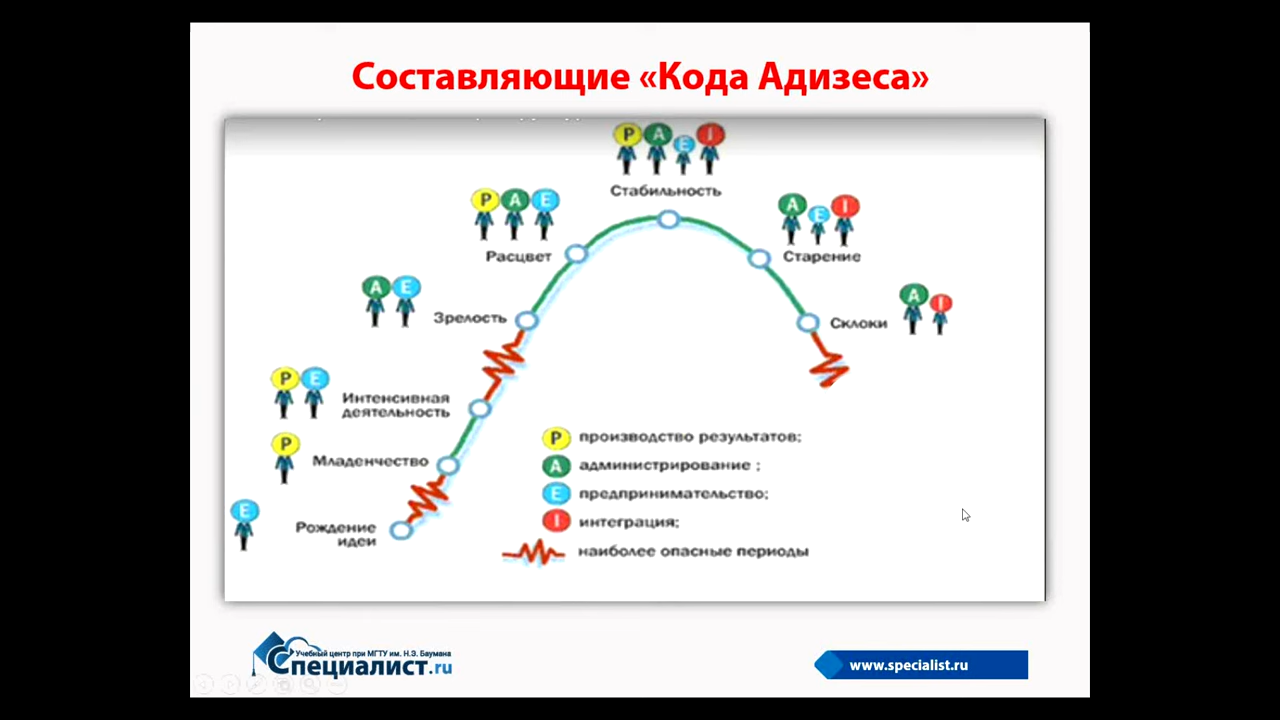 Составляющие «Кода Адизеса»
P A E I
Стабильность
P A E
Расцвет
A E I
Старение
A E
Зрелость
A I
Склоки
P E
Интенсивная
деятельность
P
Младенчество
E
Рождение
идеи
P производство результатов;
A администрирование ;
E предпринимательство;
I интеграция;
наиболее опасные периоды
Учебный центр при МГТУ им. Н.Э. Баумана
Специалист.ru
www.specialist.ru